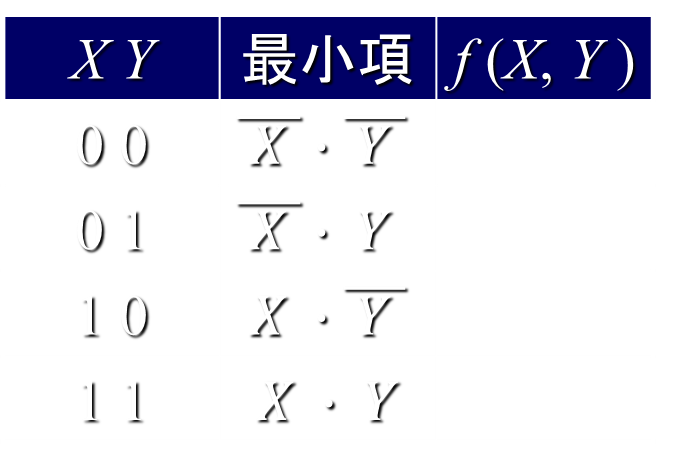 X Y 最小項 f (X, Y )
0 0 X̅ · Y̅
0 1 X̅ · Y
1 0 X · Y̅
1 1 X · Y